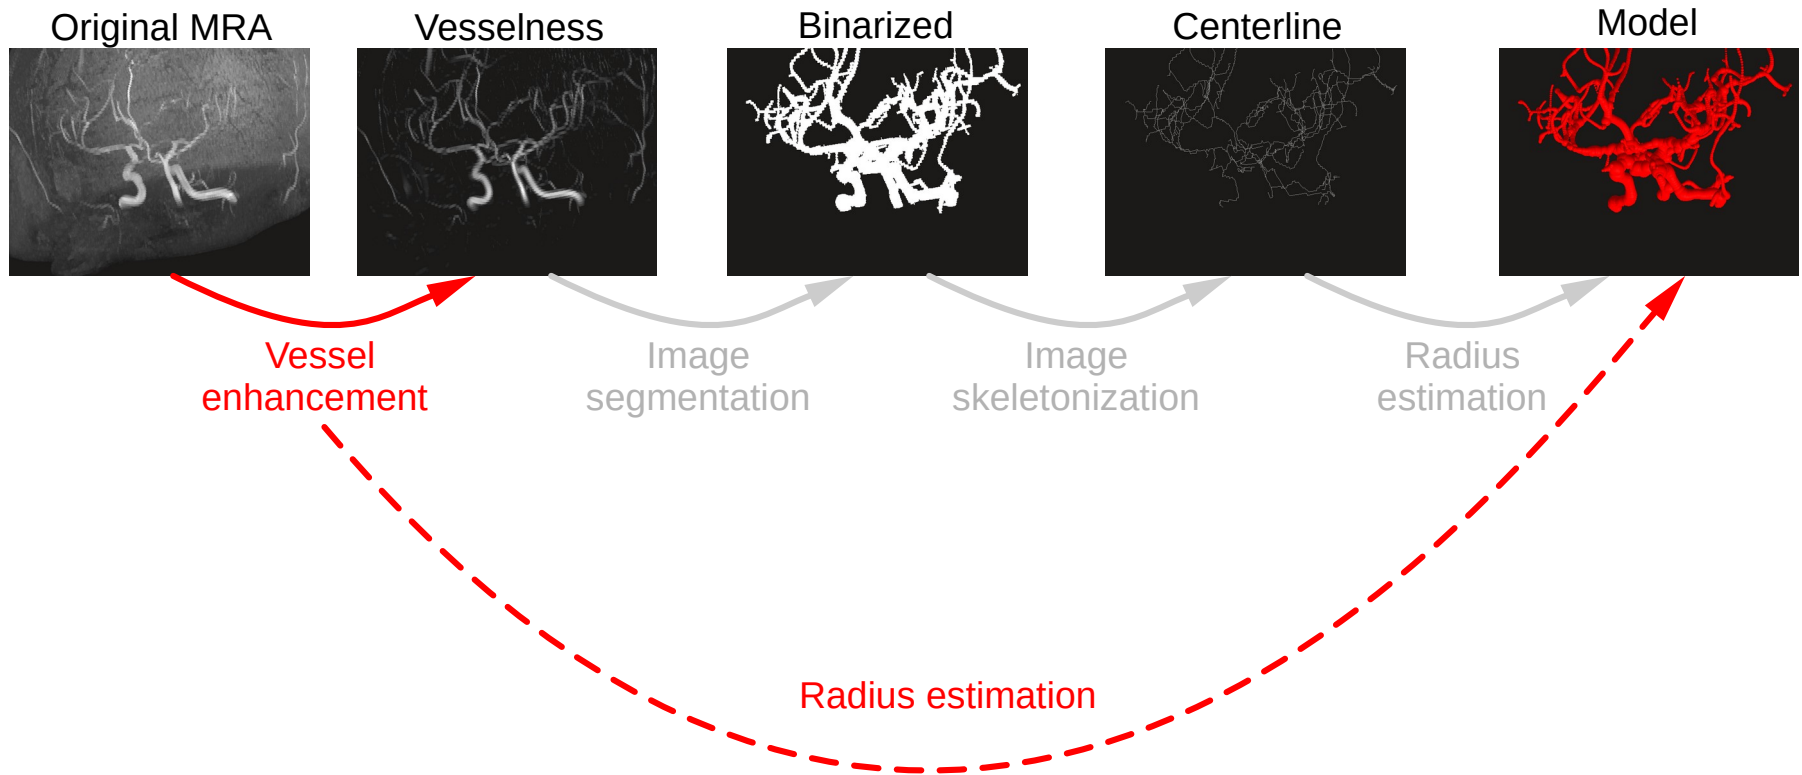 Original MRA
Vesselness
Binarized
Centerline
Model
Vessel
enhancement
Image
segmentation
Image
skeletonization
Radius
estimation
Radius estimation